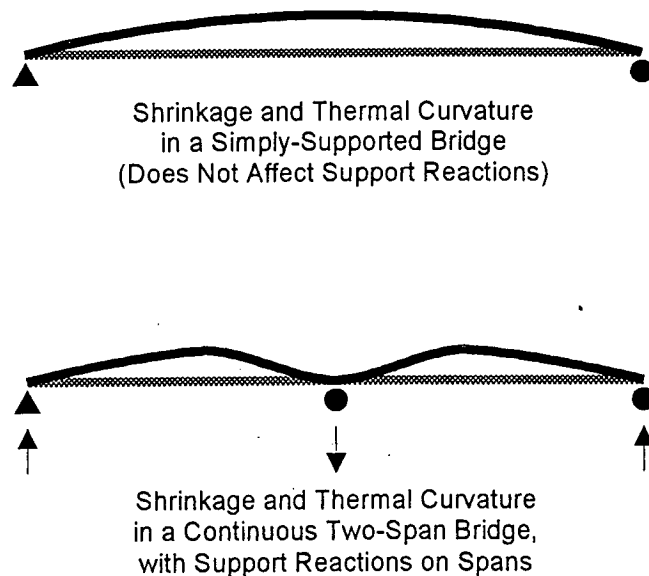 Shrinkage and Thermal Curvature
in a Simply-Supported Bridge
(Does Not Affect Support Reactions)
Shrinkage and Thermal Curvature
in a Continuous Two-Span Bridge,
with Support Reactions on Spans